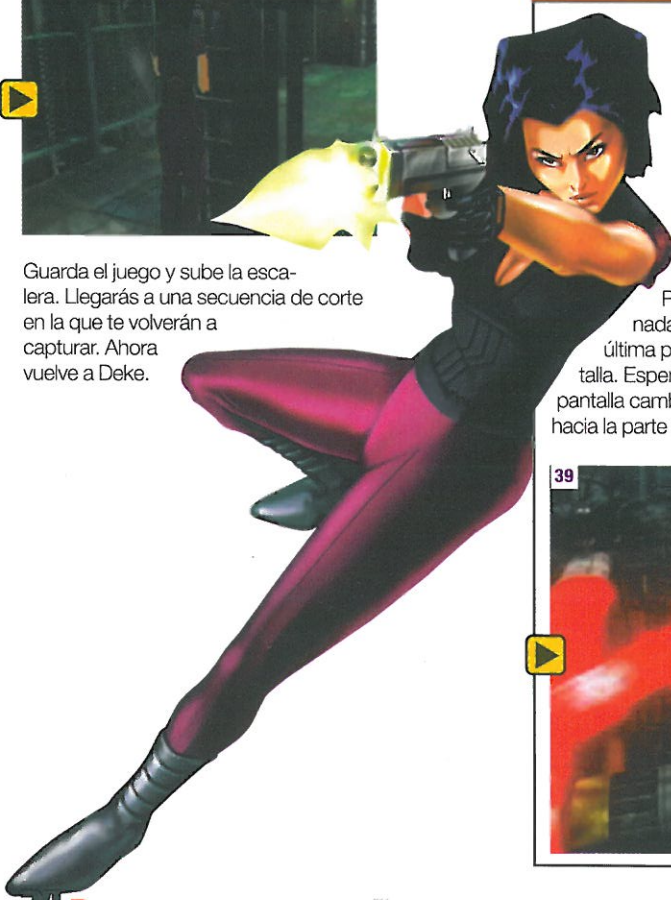 Guarda el juego y sube la esca-
lera. Llegarás a una secuencia de corte
en la que te volverán a
capturar. Ahora
vuelve a Deke.
nada
última p
talla. Esper
pantalla camb
hacia la parte
39